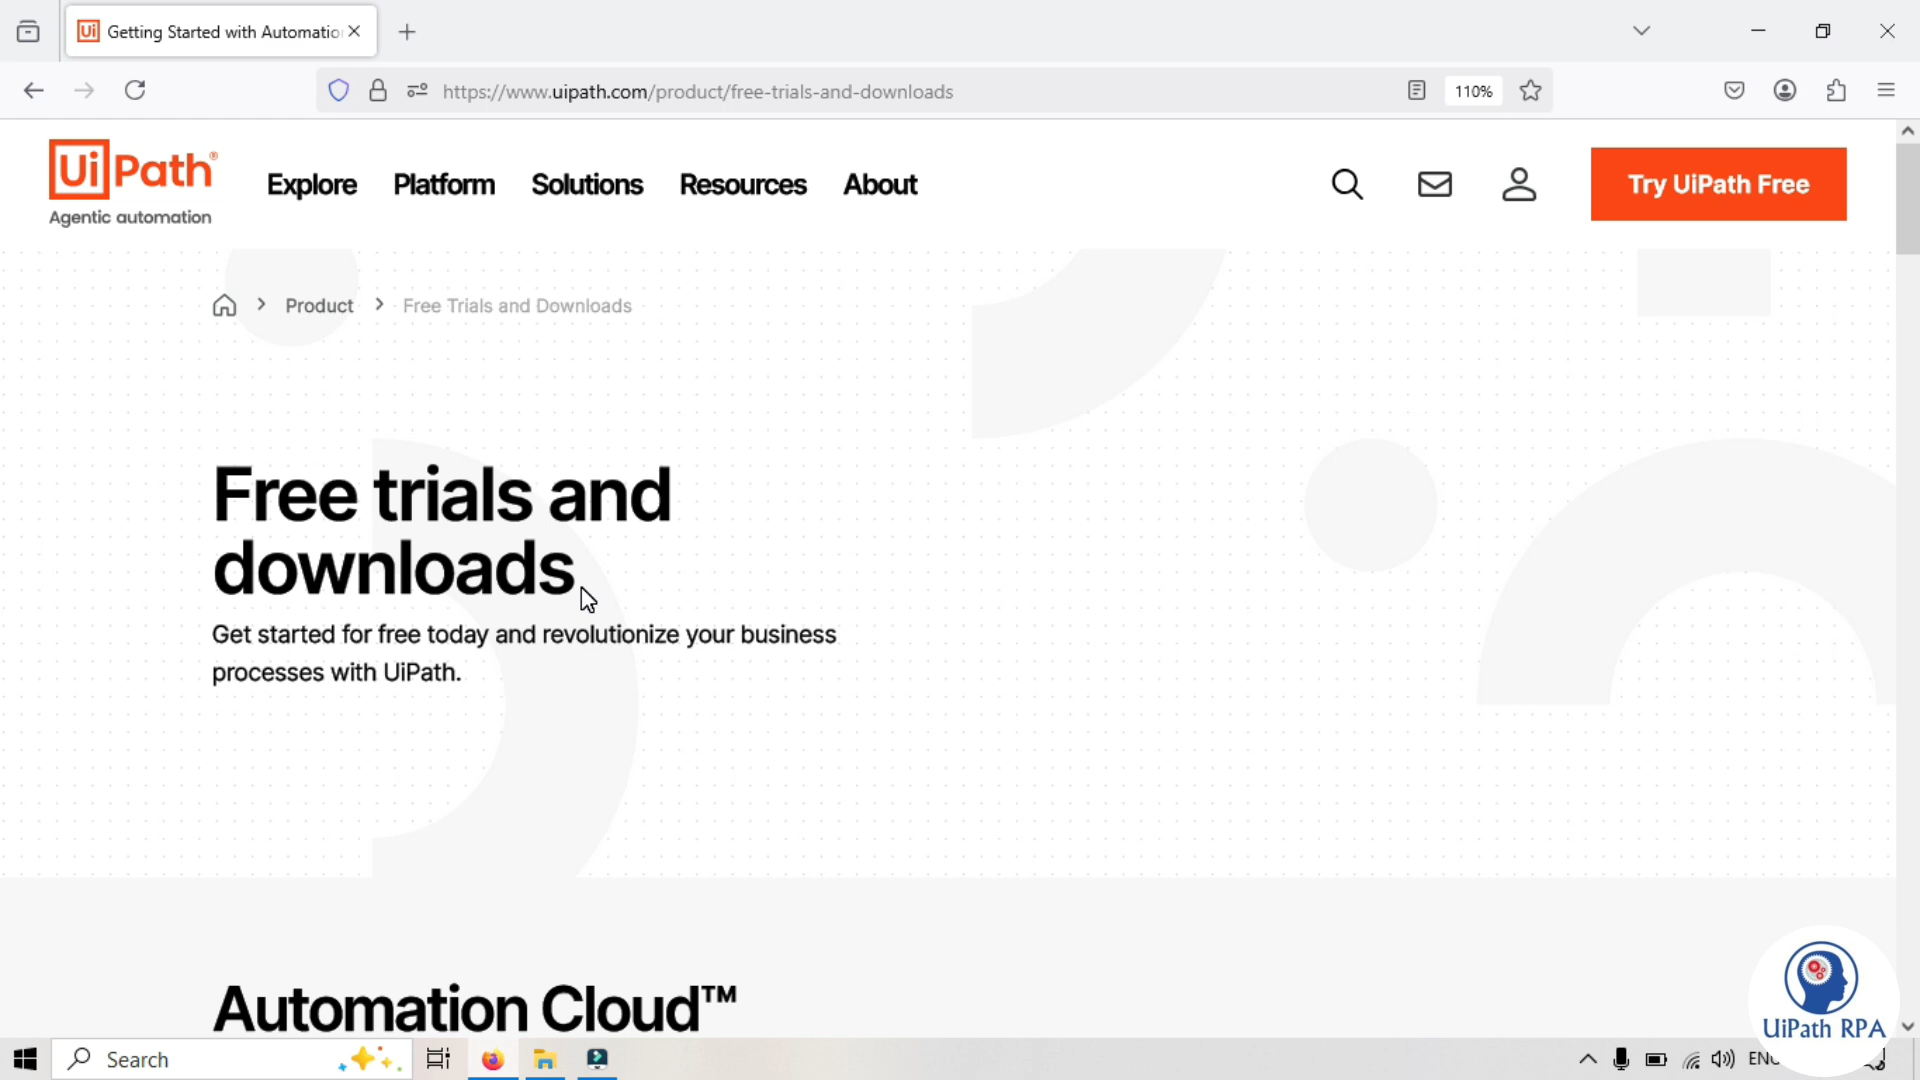 Ui Getting Started with Automatio
https://www.uipath.com/product/free-trials-and-downloads
110%
UiPath®
Agentic automation
Explore Platform Solutions Resources About
Try UiPath Free
Product > Free Trials and Downloads
Free trials and
downloads
Get started for free today and revolutionize your business
processes with UiPath.
Automation Cloud™
UiPath RPA
Search
ENG